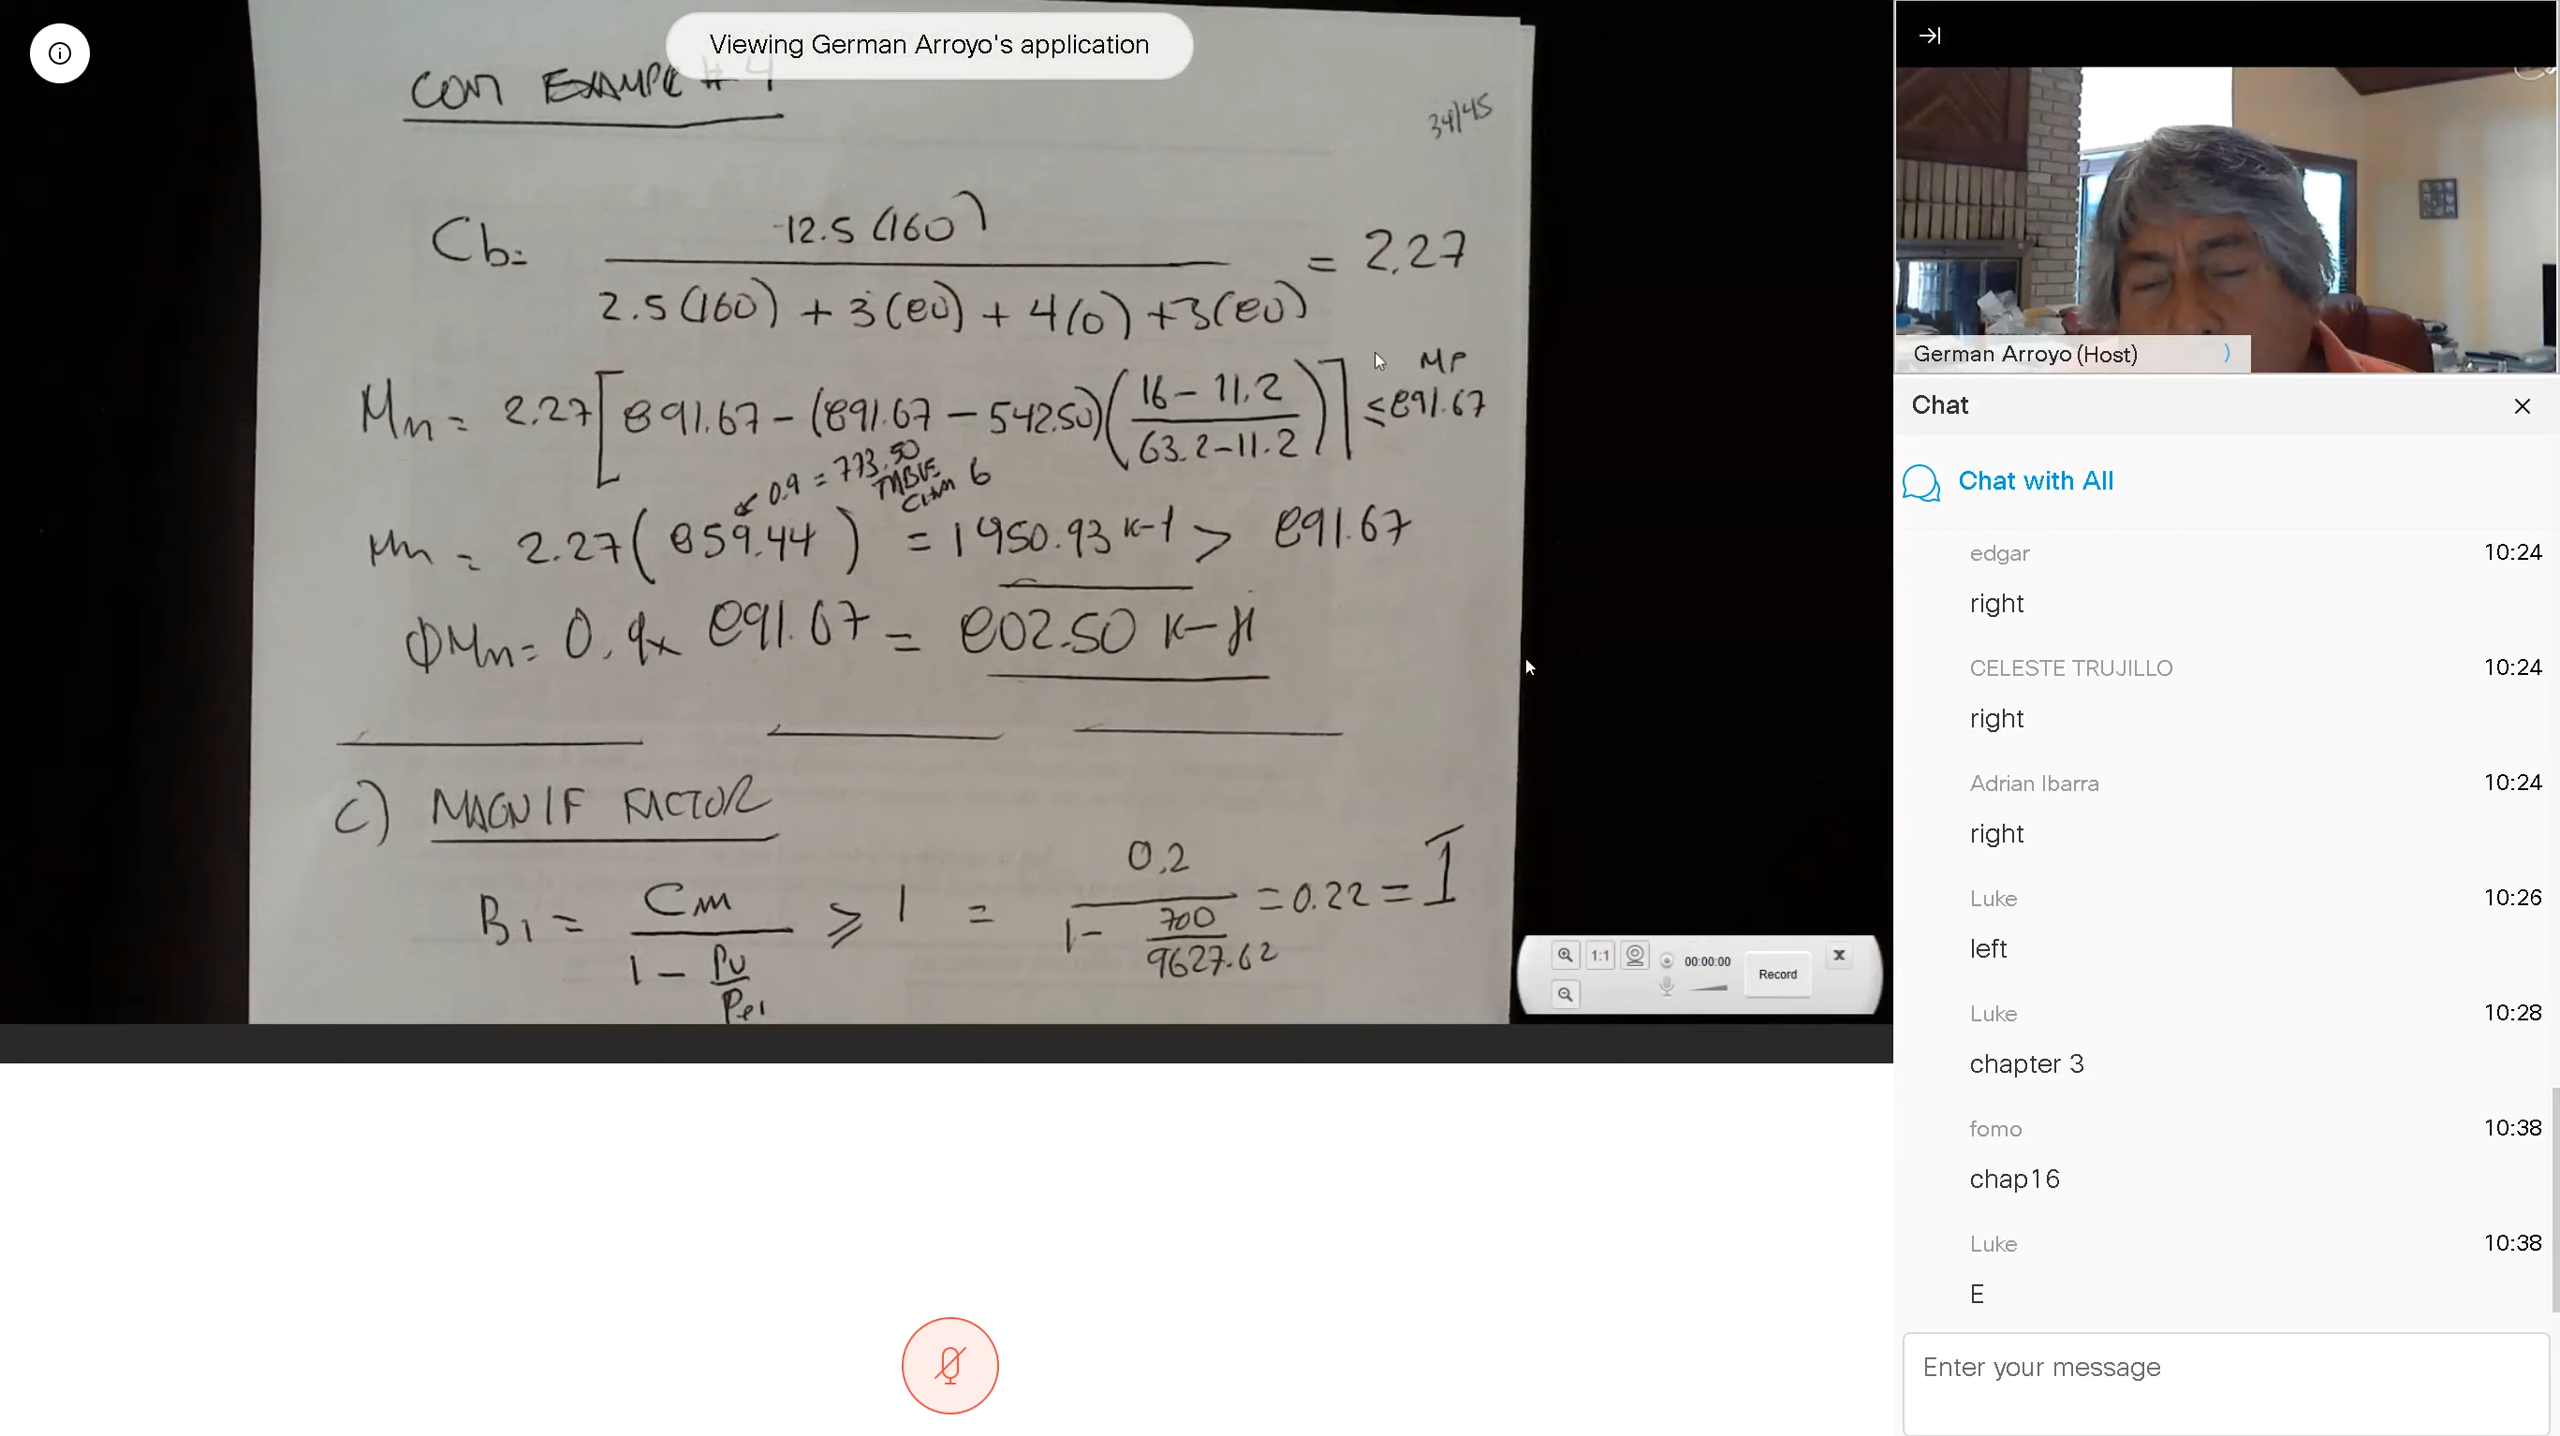 Viewing German Arroyo's application
CONT EXAMPLE #4
34/45
Cb = 12.5(160) / 2.5(160) + 3(80) + 4(0) + 3(80) = 2.27
Mn = 2.27 [ 891.67 - (891.67 - 542.50) ( 16 - 11.2 / 63.2 - 11.2 ) ] ≤ 891.67
MP
0.9 = 773.50
TABLE 6
Mn = 2.27 ( 859.44 ) = 1950.93 k-f > 891.67
ΦMn = 0.9x 891.67 = 802.50 k-ft
C) MAGNIF FACTOR
B1 = Cm / 1 - Pu / Pe1 ≥ 1 = 0.2 / 1 - 700 / 9627.62 = 0.22 = 1
1:1
00:00:00
Record
x
German Arroyo (Host)
Chat
Chat with All
edgar 10:24
right
CELESTE TRUJILLO 10:24
right
Adrian Ibarra 10:24
right
Luke 10:26
left
Luke 10:28
chapter 3
fomo 10:38
chap16
Luke 10:38
E
Enter your message